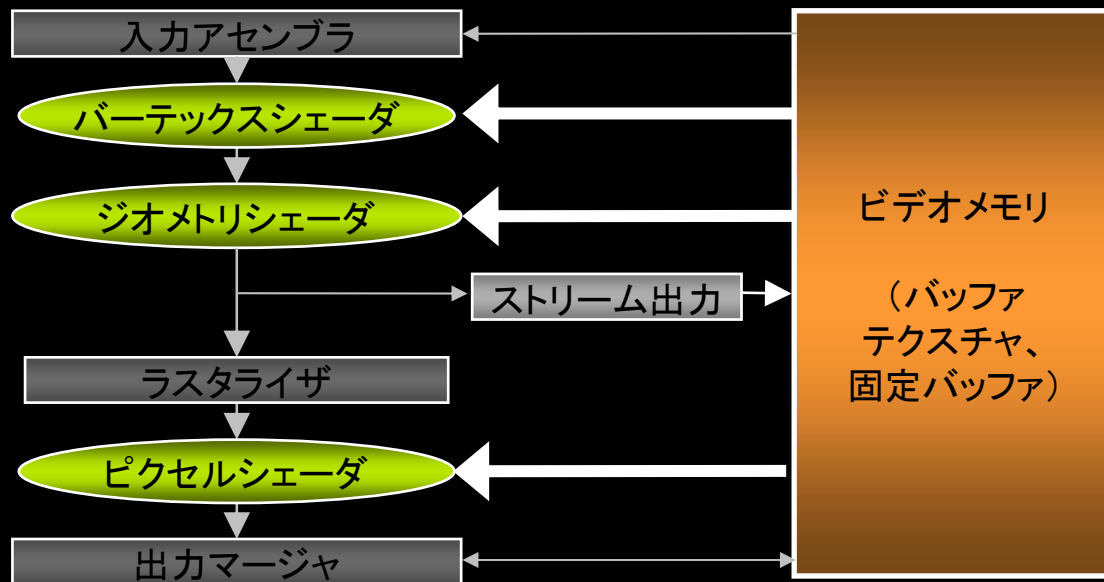 入力アセンブラ
バーテックスシェーダ
ジオメトリシェーダ
ストリーム出力
ラスタライザ
ピクセルシェーダ
出力マージャ
ビデオメモリ
（バッファ
テクスチャ、
固定バッファ）